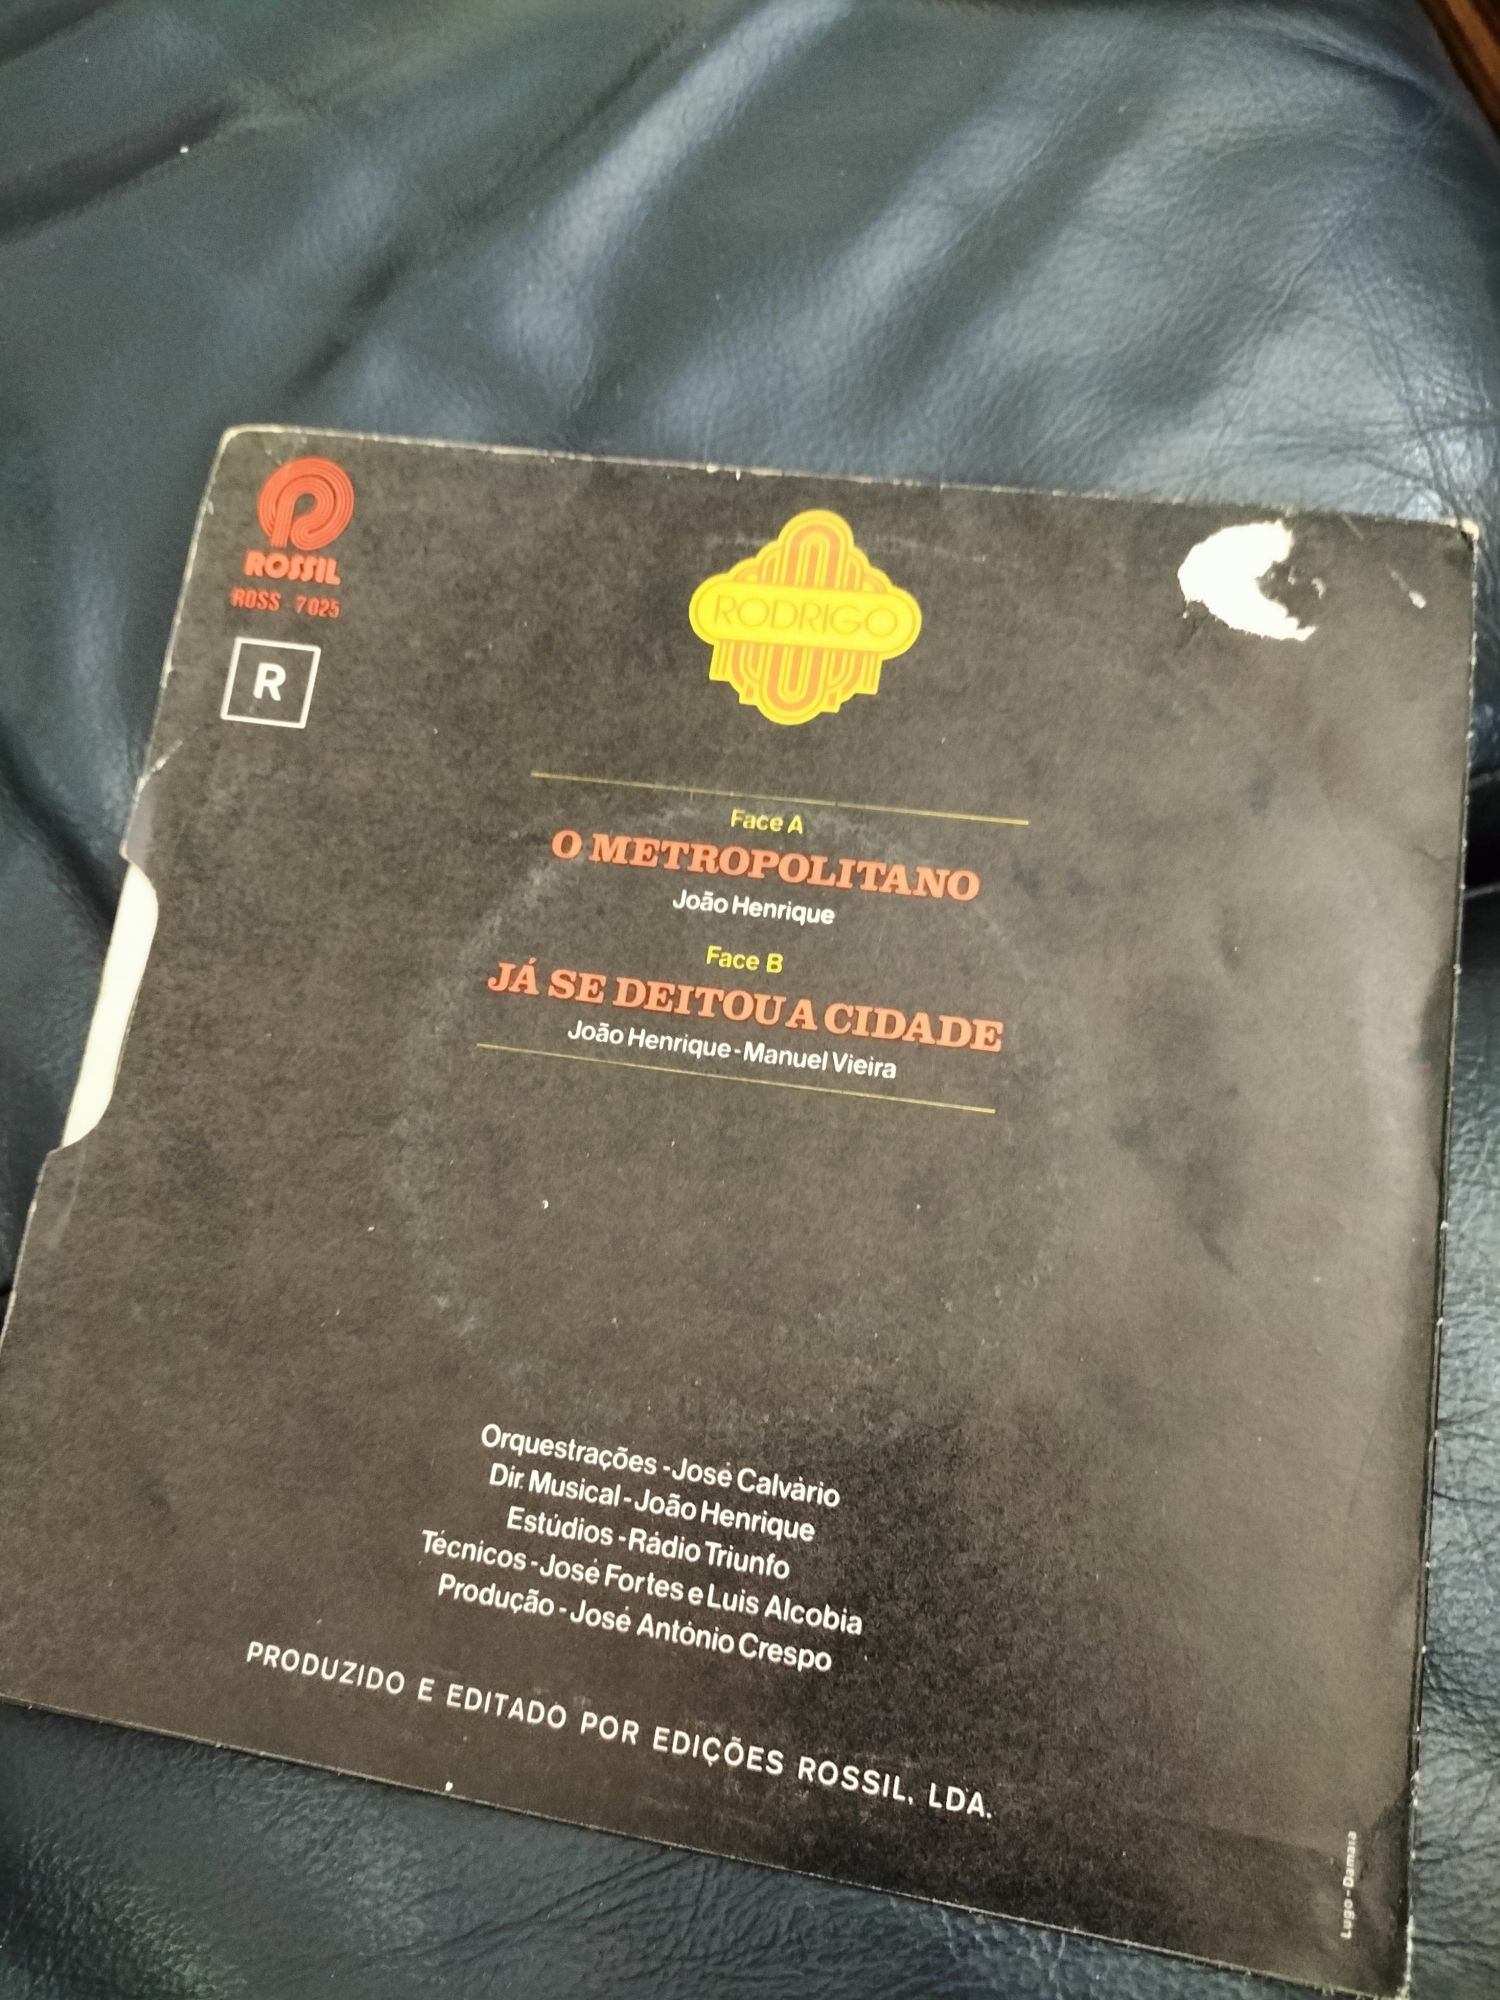 ROSSIL
ROSS - 7025
R
RODRIGO
Face A
O METROPOLITANO
João Henrique
Face B
JÁ SE DEITOU A CIDADE
João Henrique - Manuel Vieira
Orquestrações - José Calvário
Dir. Musical - João Henrique
Estúdios - Rádio Triunfo
Técnicos - José Fortes e Luis Alcobia
Produção - José António Crespo
PRODUZIDO E EDITADO POR EDIÇÕES ROSSIL, LDA.
Lugo - Damaia